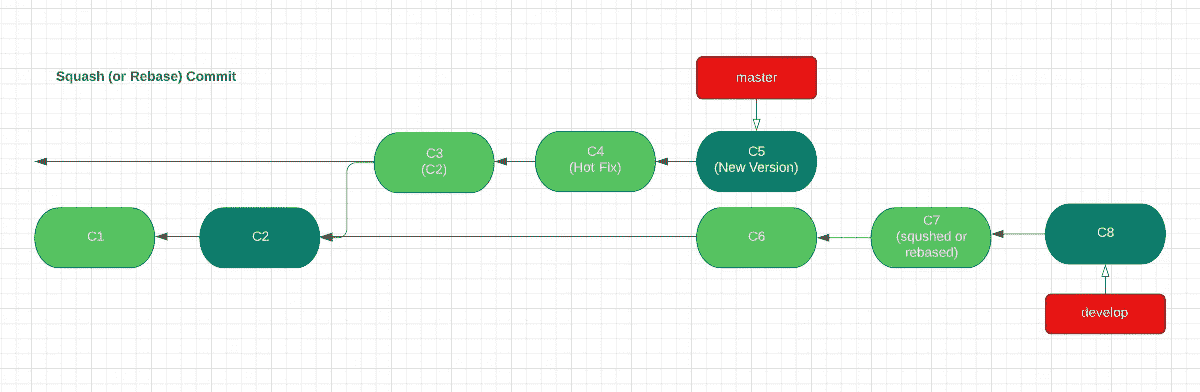 Squash (or Rebase) Commit
master
C3
(C2)
C4
(Hot Fix)
C5
(New Version)
C1
C2
C6
C7
(squshed or
rebased)
C8
develop